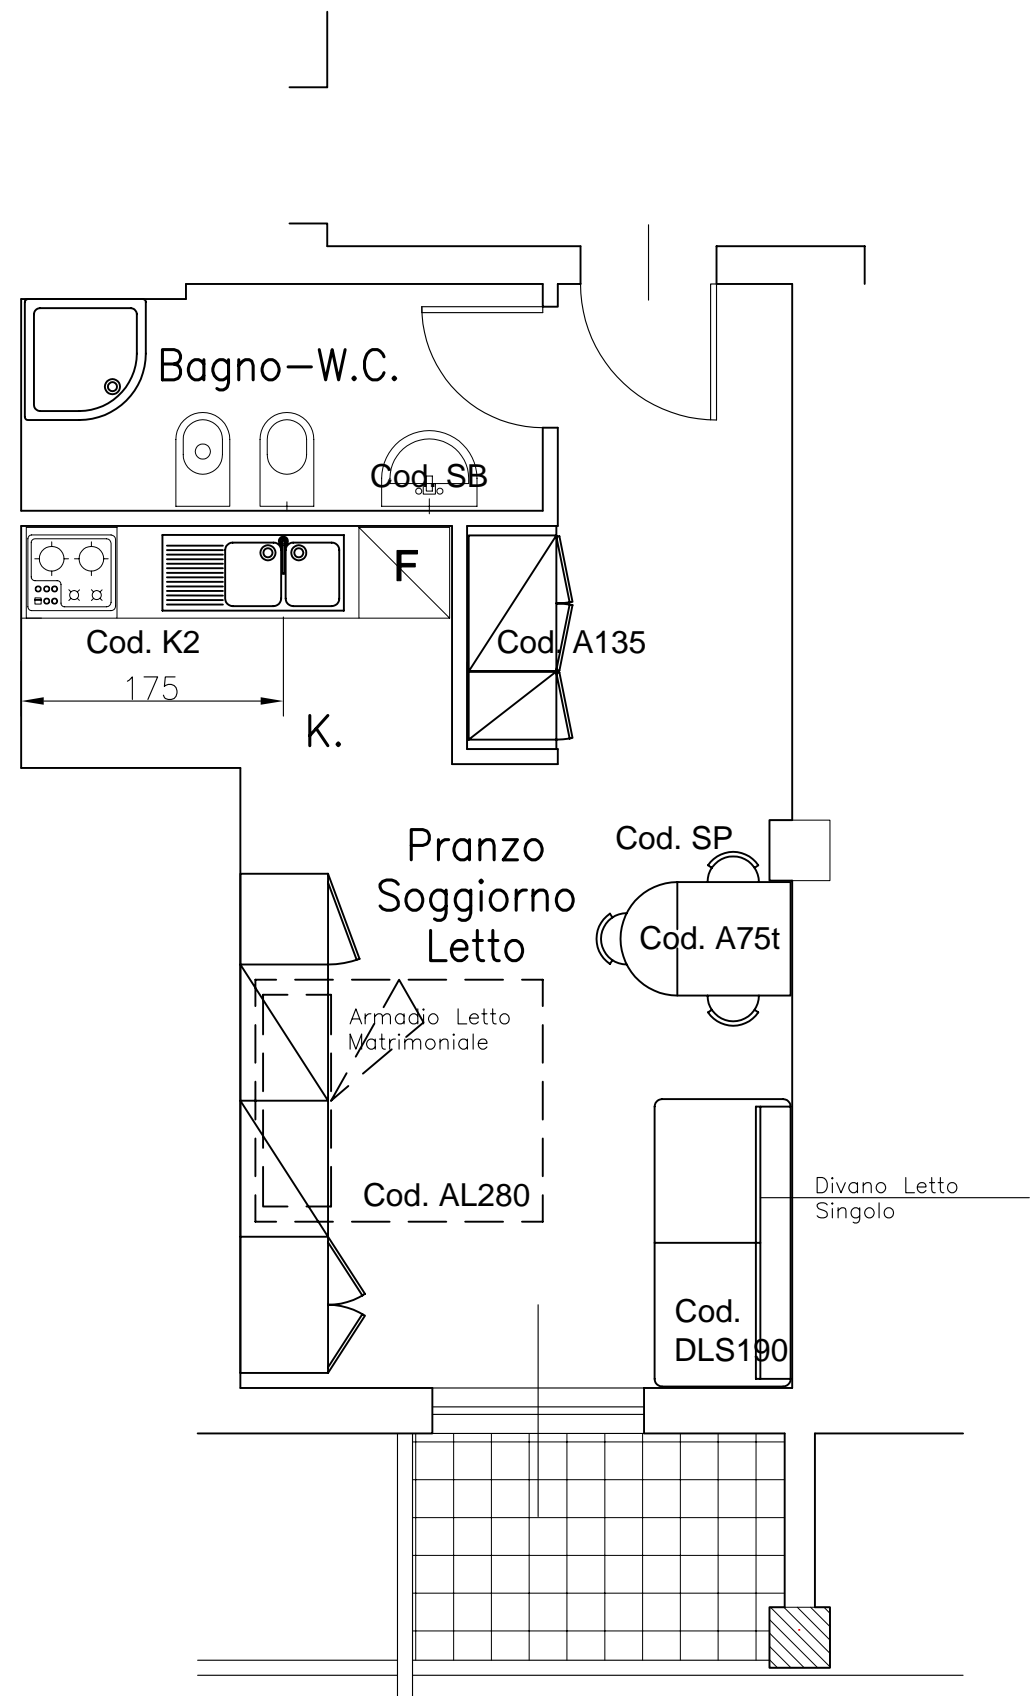 Bagno-W.C.
Cod. SB
F
Cod. K2
Cod. A135
175
K.
Cod. SP
Pranzo
Soggiorno
Letto
Cod. A75t
Armadio Letto
Matrimoniale
Cod. AL280
Divano Letto
Singolo
Cod.
DLS190